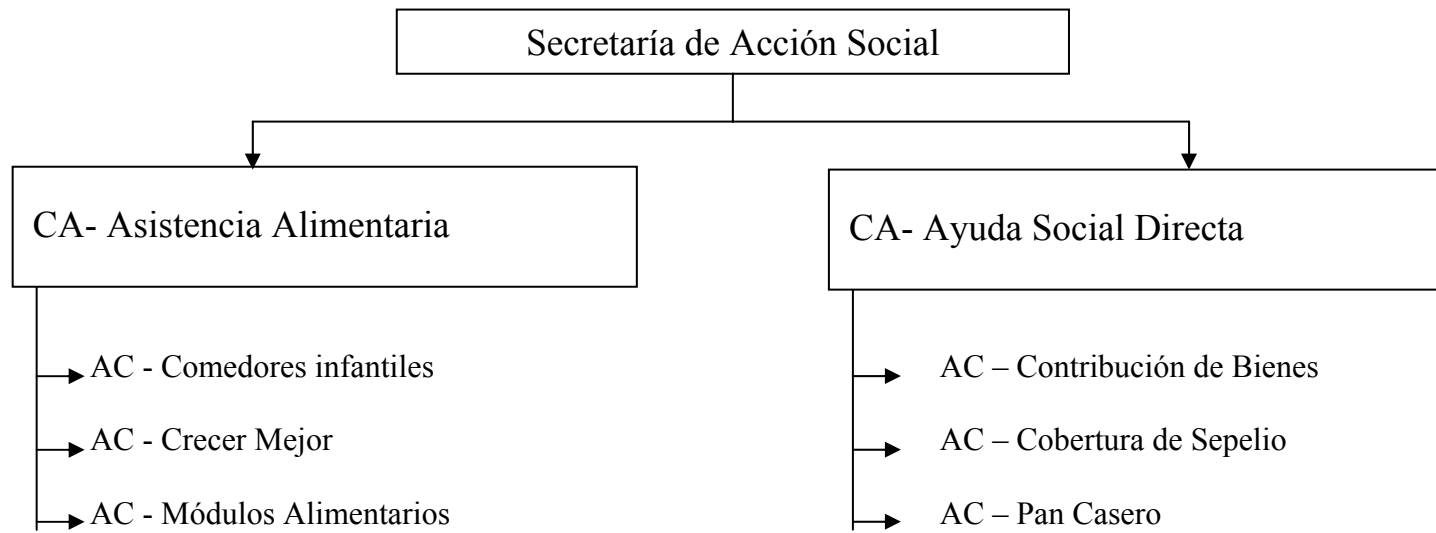 Secretaría de Acción Social
CA- Asistencia Alimentaria
AC - Comedores infantiles
AC - Crecer Mejor
AC - Módulos Alimentarios
CA- Ayuda Social Directa
AC – Contribución de Bienes
AC – Cobertura de Sepelio
AC – Pan Casero